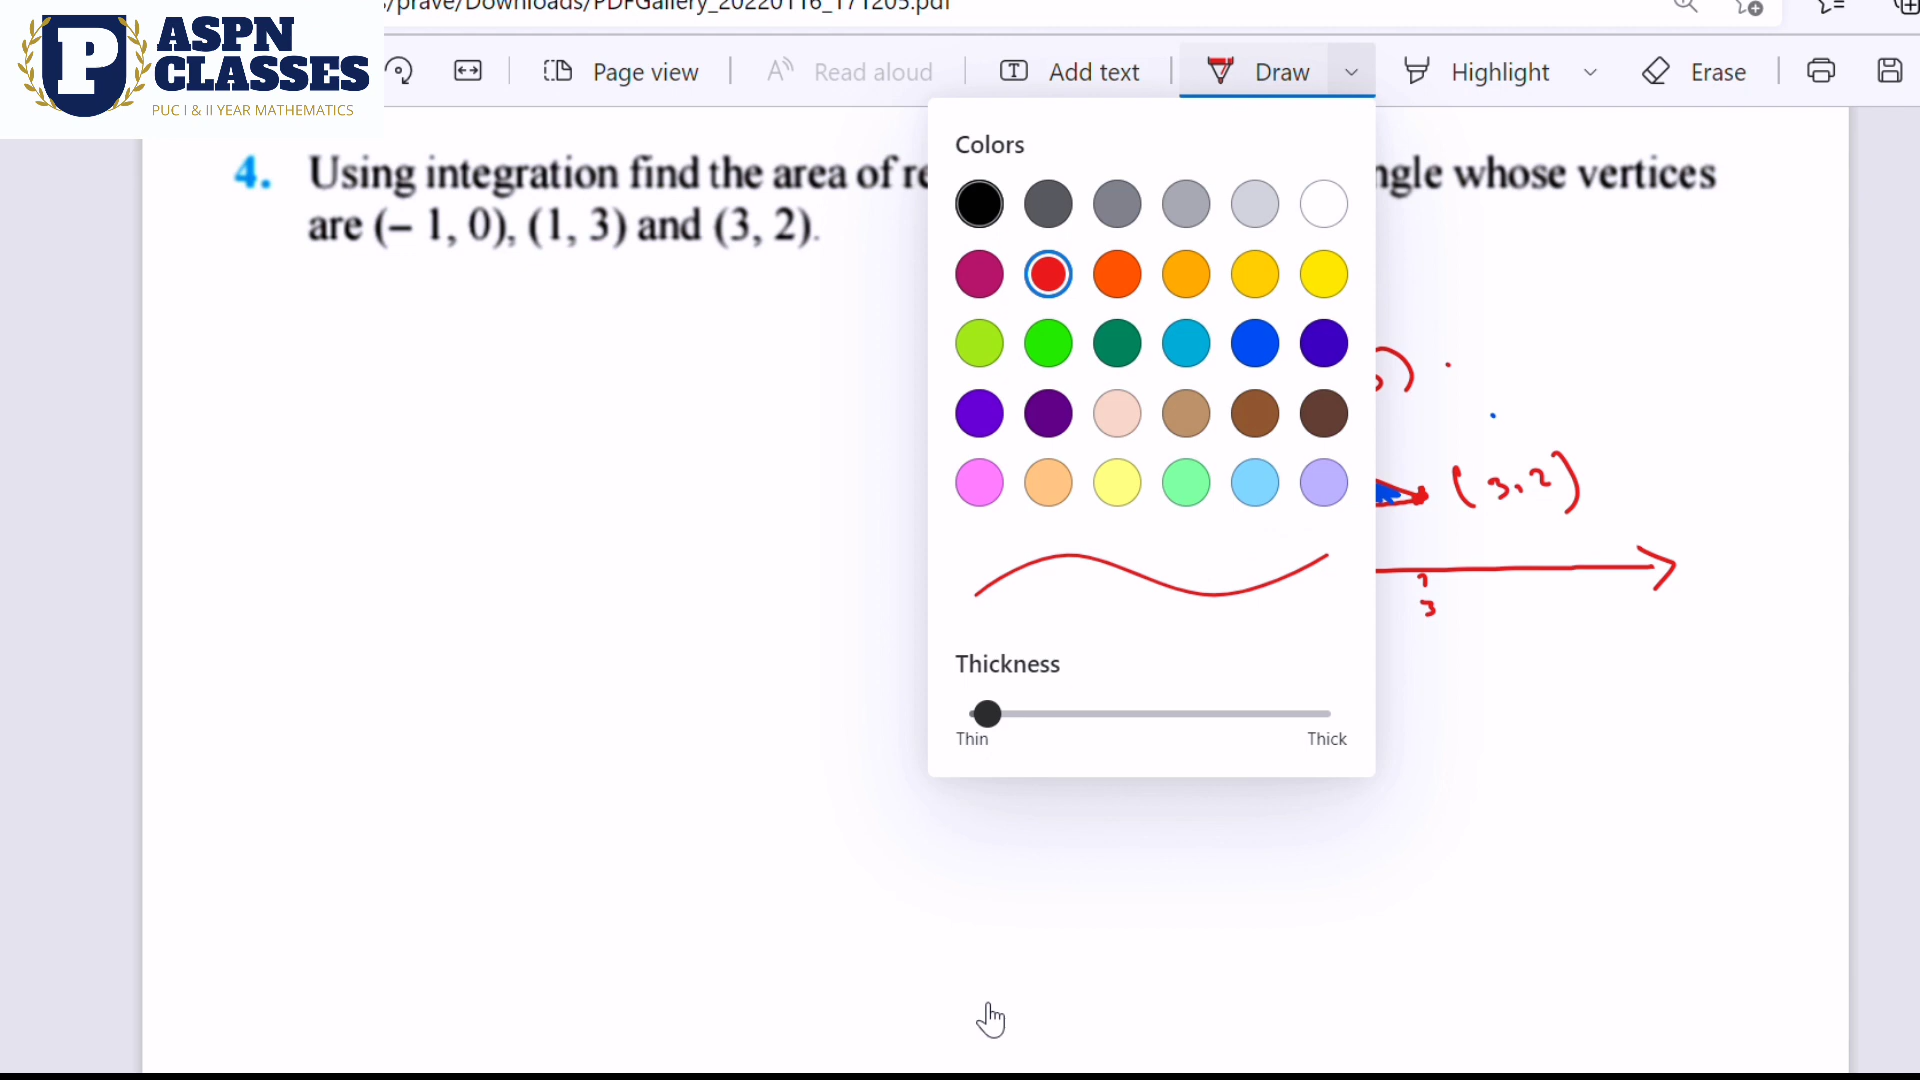 /prave/Downloads/PDFGallery_20220116_171205.pdf
ASPN
CLASSES
P
PUC I & II YEAR MATHEMATICS
Page view
Read aloud
Add text
Draw
Highlight
Erase
Colors
4. Using integration find the area of re ngle whose vertices
are (– 1, 0), (1, 3) and (3, 2).
(3,2)
3
Thickness
Thin Thick